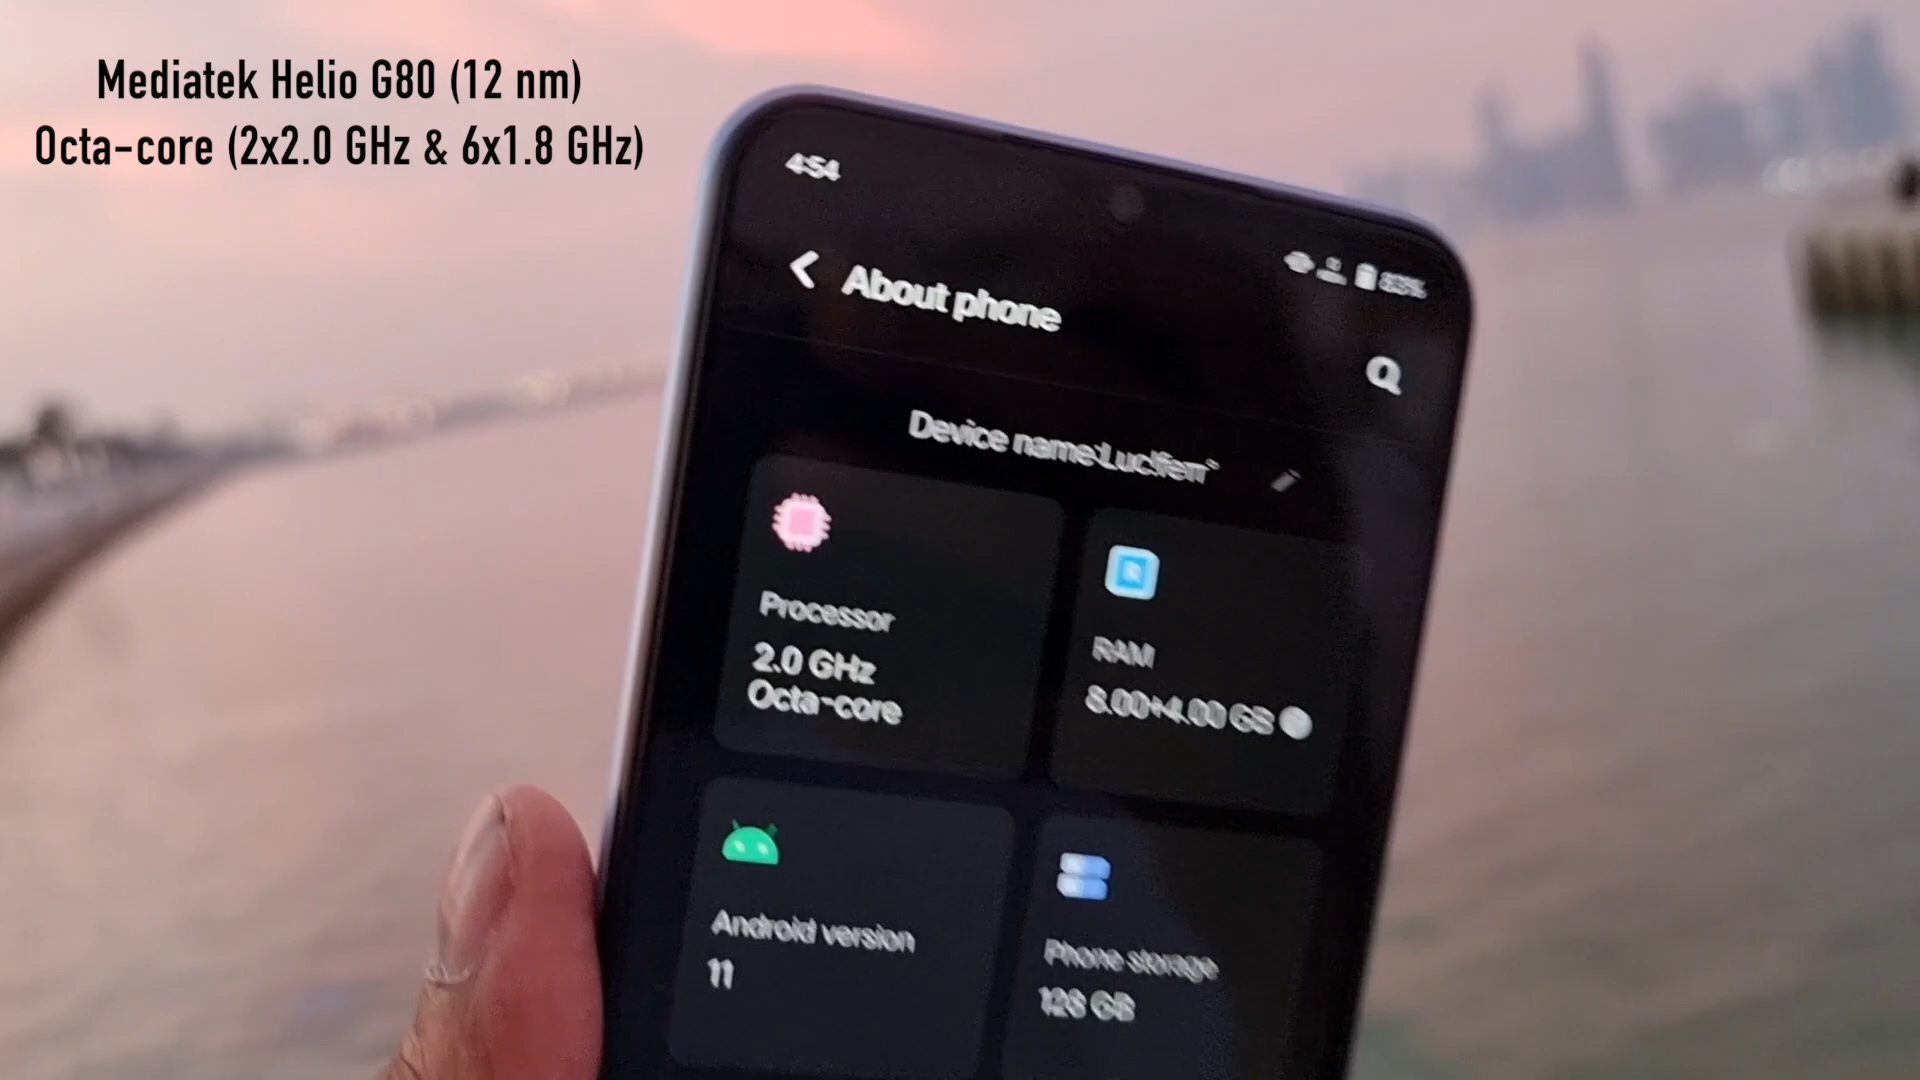 Mediatek Helio G80 (12 nm)
Octa-core (2x2.0 GHz & 6x1.8 GHz)
4:54
85%
About phone
Device name:
Processor
2.0 GHz
Octa-core
RAM
8.00+4.00 GB
Android version
11
Phone storage
128 GB